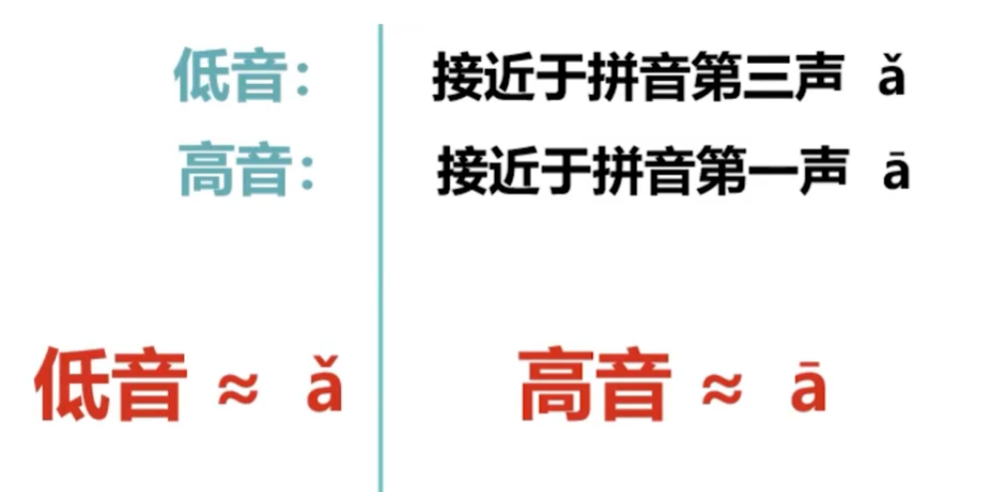 低音： 接近于拼音第三声 ǎ
高音： 接近于拼音第一声 ā
低音 ≈ ǎ 高音 ≈ ā